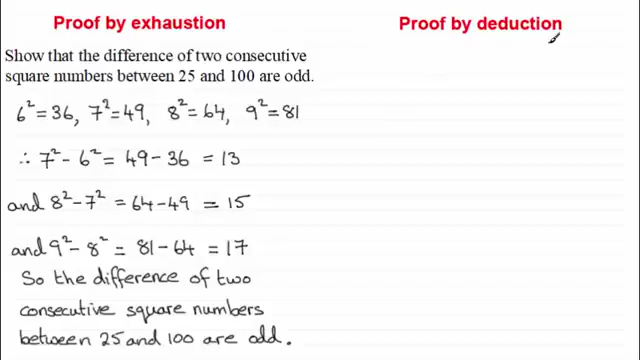 Proof by exhaustion
Show that the difference of two consecutive
square numbers between 25 and 100 are odd.
6² = 36, 7² = 49, 8² = 64, 9² = 81
∴ 7² - 6² = 49 - 36 = 13
and 8² - 7² = 64 - 49 = 15
and 9² - 8² = 81 - 64 = 17
So the difference of two
consecutive square numbers
between 25 and 100 are odd.
Proof by deduction